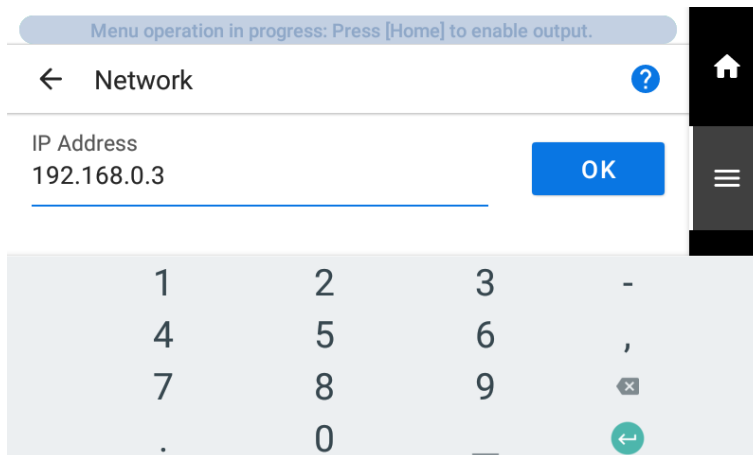 Menu operation in progress: Press [Home] to enable output.
Network
?
IP Address
192.168.0.3
OK
1 2 3 -
4 5 6 ,
7 8 9
. 0 _